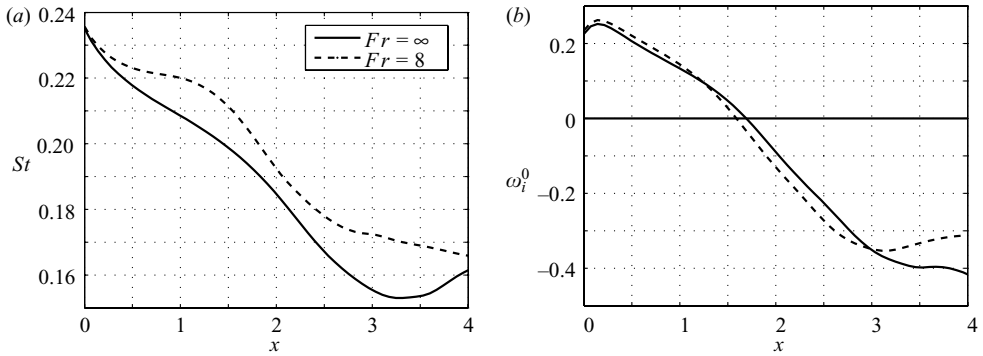 (a)
0.24
0.22
0.20
0.18
0.16
St
0 1 2 3 4
x
Fr = ∞
Fr = 8
(b)
0.2
0
−0.2
−0.4
ω_i^0
0 1 2 3 4
x